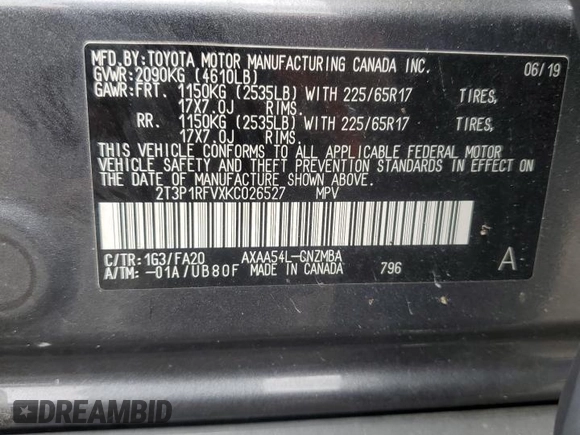 MFD.BY:TOYOTA MOTOR MANUFACTURING CANADA INC.
GVWR:2090KG (4610LB) 06/19
GAWR:FRT. 1150KG (2535LB) WITH 225/65R17 TIRES,
17X7.0J RIMS.
RR. 1150KG (2535LB) WITH 225/65R17 TIRES,
17X7.0J RIMS.
THIS VEHICLE CONFORMS TO ALL APPLICABLE FEDERAL MOTOR
VEHICLE SAFETY AND THEFT PREVENTION STANDARDS IN EFFECT ON
THE DATE OF MANUFACTURE SHOWN ABOVE.
2T3P1RFVXKC026527 MPV
C/TR:1G3/FA20 AXAA54L-GNZMBA A
A/TM:-01A/UB80F MADE IN CANADA 796
DREAMBID